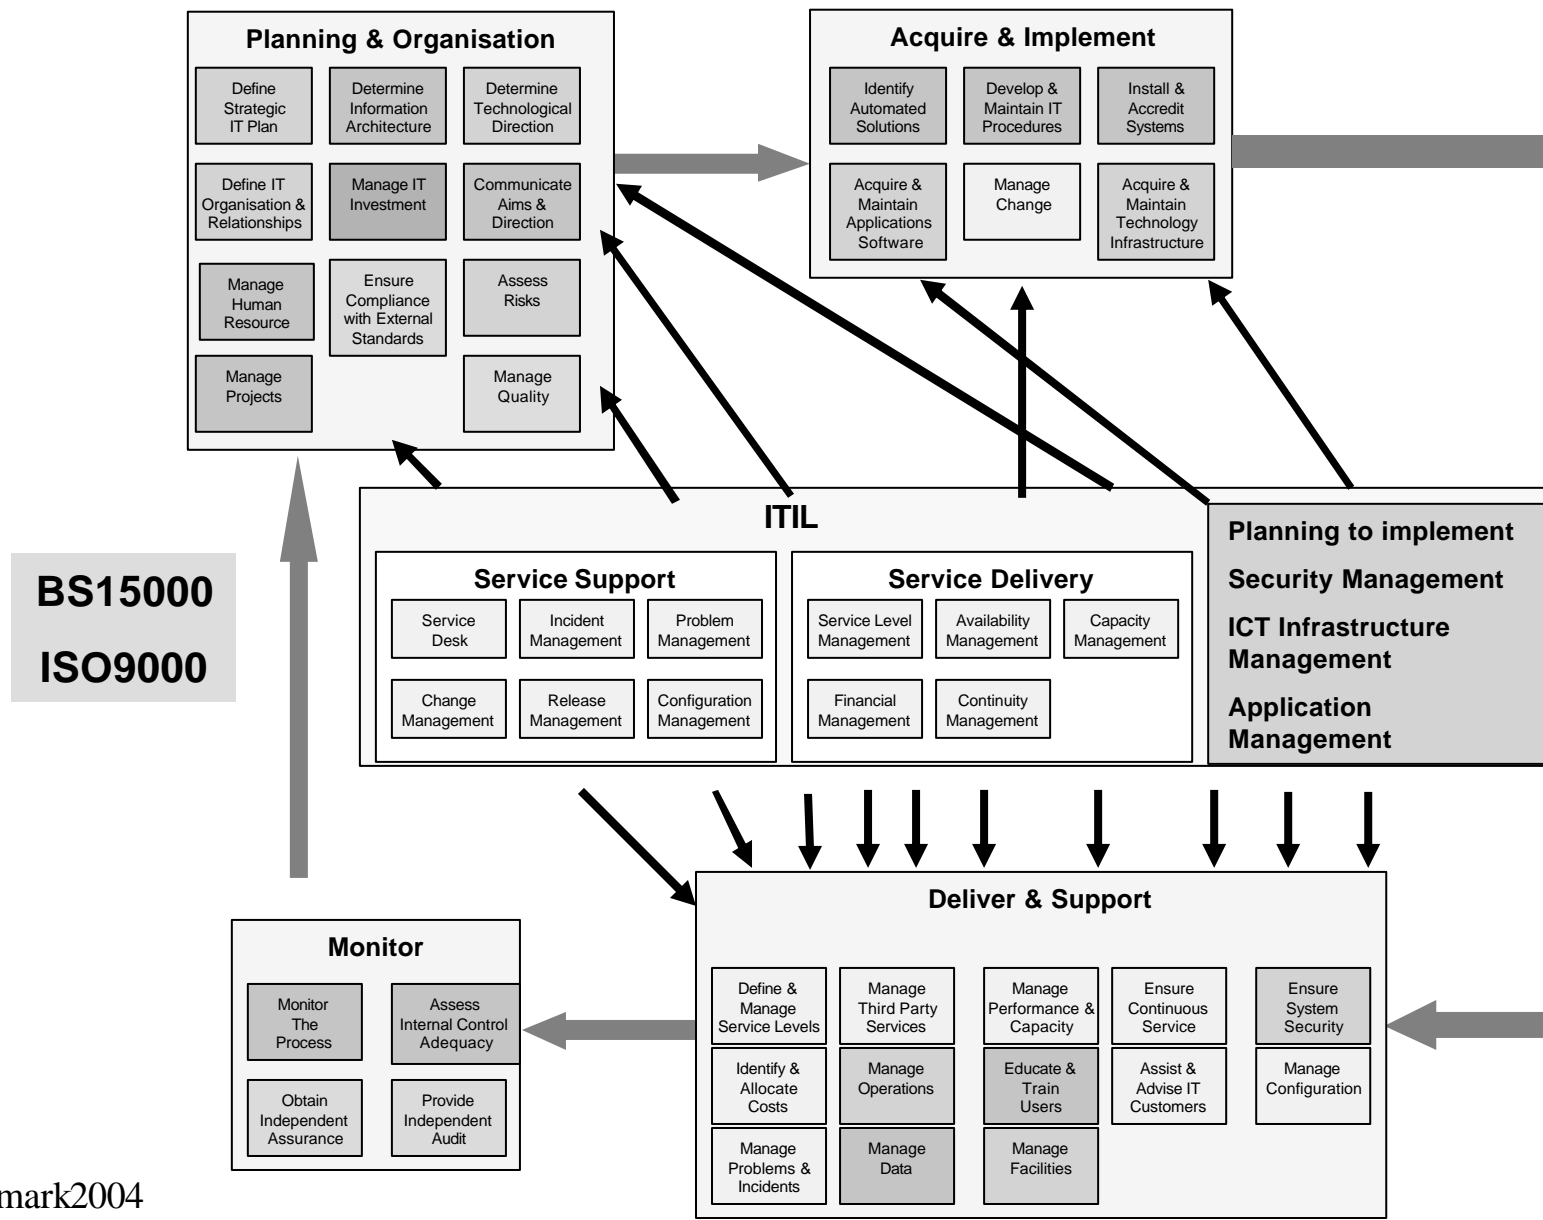 Planning & Organisation
Define
Strategic
IT Plan
Determine
Information
Architecture
Determine
Technological
Direction
Define IT
Organisation &
Relationships
Manage IT
Investment
Communicate
Aims &
Direction
Manage
Human
Resource
Ensure
Compliance
with External
Standards
Assess
Risks
Manage
Projects
Manage
Quality
Acquire & Implement
Identify
Automated
Solutions
Develop &
Maintain IT
Procedures
Install &
Accredit
Systems
Acquire &
Maintain
Applications
Software
Manage
Change
Acquire &
Maintain
Technology
Infrastructure
BS15000
ISO9000
ITIL
Service Support
Service
Desk
Incident
Management
Problem
Management
Change
Management
Release
Management
Configuration
Management
Service Delivery
Service Level
Management
Availability
Management
Capacity
Management
Financial
Management
Continuity
Management
Planning to implement
Security Management
ICT Infrastructure
Management
Application
Management
Monitor
Monitor
The
Process
Assess
Internal Control
Adequacy
Obtain
Independent
Assurance
Provide
Independent
Audit
Deliver & Support
Define &
Manage
Service Levels
Manage
Third Party
Services
Manage
Performance &
Capacity
Ensure
Continuous
Service
Ensure
System
Security
Identify &
Allocate
Costs
Manage
Operations
Educate &
Train
Users
Assist &
Advise IT
Customers
Manage
Configuration
Manage
Problems &
Incidents
Manage
Data
Manage
Facilities
mark2004